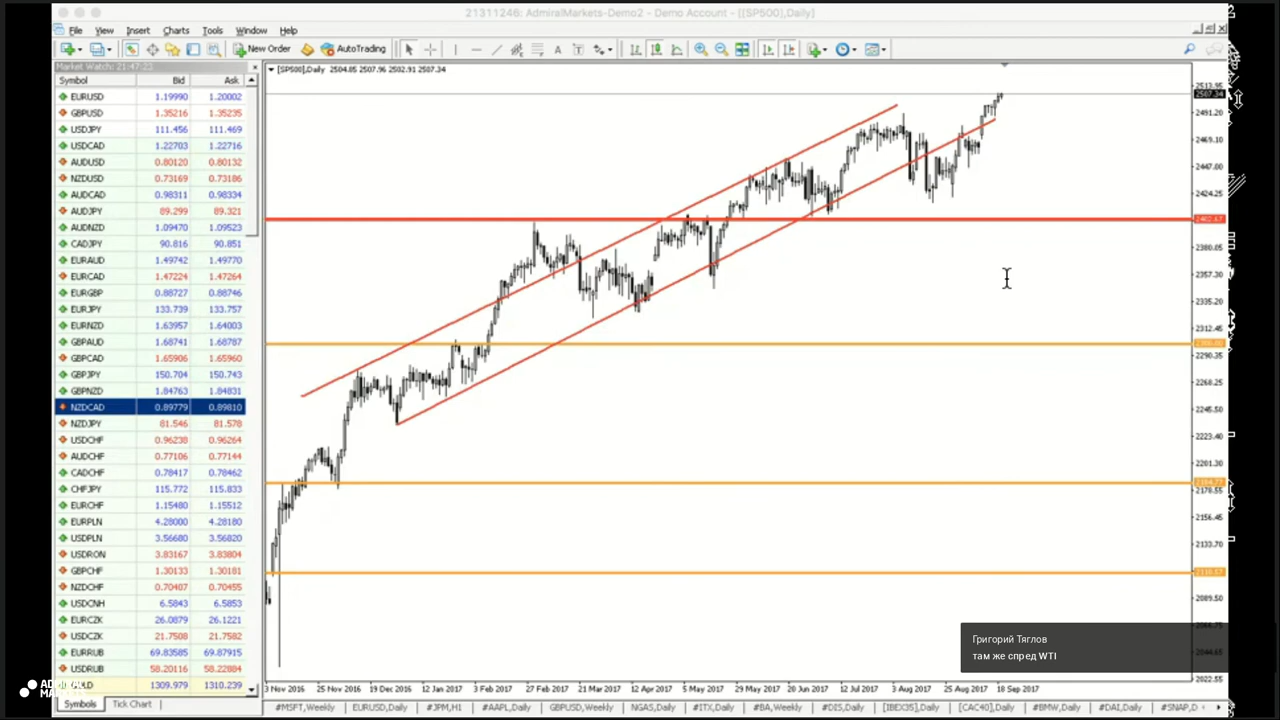 21311246: AdmiralMarkets-Demo2 - Demo Account - [[SP500],Daily]
File View Insert Charts Tools Window Help
New Order AutoTrading
Market Watch: 21:47:23
Symbol Bid Ask
EURUSD 1.19990 1.20002
GBPUSD 1.35216 1.35235
USDJPY 111.456 111.469
USDCAD 1.22703 1.22716
AUDUSD 0.80120 0.80132
NZDUSD 0.73169 0.73186
AUDCAD 0.98311 0.98334
AUDJPY 89.299 89.321
AUDNZD 1.09470 1.09523
CADJPY 90.816 90.851
EURAUD 1.49742 1.49770
EURCAD 1.47224 1.47264
EURGBP 0.88727 0.88746
EURJPY 133.739 133.757
EURNZD 1.63957 1.64003
GBPAUD 1.68741 1.68787
GBPCAD 1.65906 1.65960
GBPJPY 150.704 150.743
GBPNZD 1.84763 1.84831
NZDCAD 0.89779 0.89810
NZDJPY 81.546 81.578
USDCHF 0.96238 0.96264
AUDCHF 0.77106 0.77144
CADCHF 0.78417 0.78462
CHFJPY 115.772 115.833
EURCHF 1.15480 1.15512
EURPLN 4.28000 4.28180
USDPLN 3.56680 3.56820
USDRON 3.83167 3.83804
GBPCHF 1.30133 1.30181
NZDCHF 0.70407 0.70455
USDCNH 6.5843 6.5853
EURCZK 26.0879 26.1221
USDCZK 21.7508 21.7582
EURRUB 69.83585 69.87915
USDRUB 58.20116 58.22884
1309.979 1310.239
Symbols Tick Chart
[SP500],Daily 2504.85 2507.96 2502.91 2507.34
2513.95
2507.34
2491.20
2469.10
2447.00
2424.25
2402.67
2380.05
2357.30
2335.20
2312.45
2290.35
2268.25
2245.50
2223.40
2201.30
2178.55
2156.45
2133.70
2089.50
2044.65
2022.55
3 Nov 2016 25 Nov 2016 19 Dec 2016 12 Jan 2017 3 Feb 2017 27 Feb 2017 21 Mar 2017 12 Apr 2017 5 May 2017 29 May 2017 20 Jun 2017 12 Jul 2017 3 Aug 2017 25 Aug 2017 18 Sep 2017
#MSFT,Weekly EURUSD,Daily #JPM,H1 #AAPL,Daily GBPUSD,Weekly NGAS,Daily #ITX,Daily #BA,Weekly #DIS,Daily [IBEX35],Daily [CAC40],Daily #BMW,Daily #DAI,Daily #SNAP,D
Григорий Тяглов
там же спред WTI